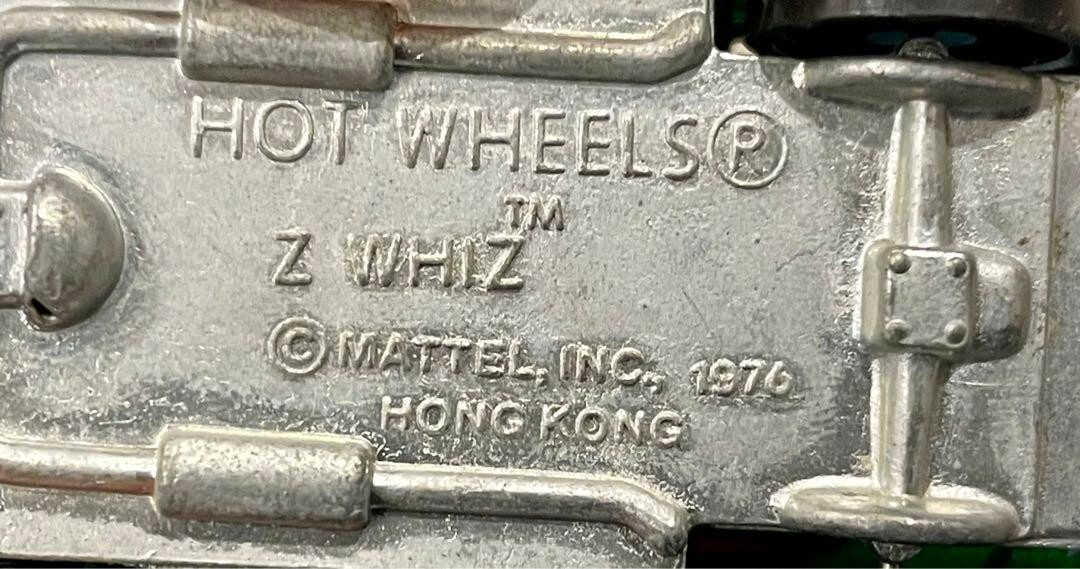 HOT WHEELS®
Z WHIZ™
©MATTEL, INC., 1976
HONG KONG